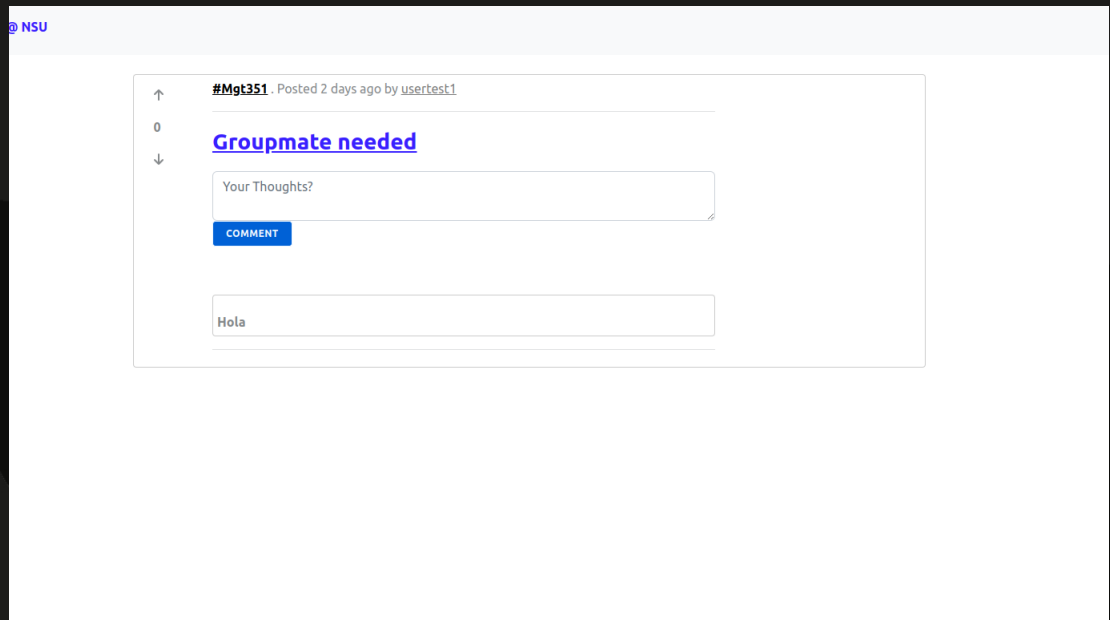 @ NSU
#Mgt351 . Posted 2 days ago by usertest1
0
Groupmate needed
Your Thoughts?
COMMENT
Hola